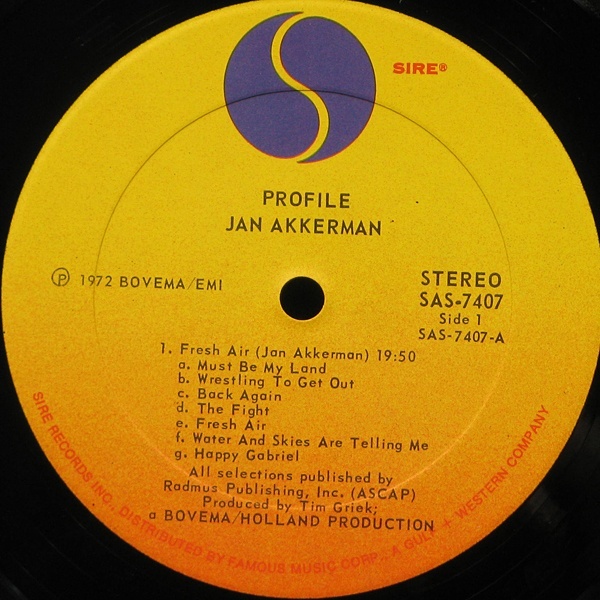 SIRE®
PROFILE
JAN AKKERMAN
Ⓟ 1972 BOVEMA/EMI
STEREO
SAS-7407
Side 1
SAS-7407-A
1. Fresh Air (Jan Akkerman) 19:50
a. Must Be My Land
b. Wrestling To Get Out
c. Back Again
d. The Fight
e. Fresh Air
f. Water And Skies Are Telling Me
g. Happy Gabriel
All selections published by
Radmus Publishing, Inc. (ASCAP)
Produced by Tim Griek;
a BOVEMA/HOLLAND PRODUCTION
SIRE RECORDS INC., DISTRIBUTED BY FAMOUS MUSIC CORP., A GULF + WESTERN COMPANY